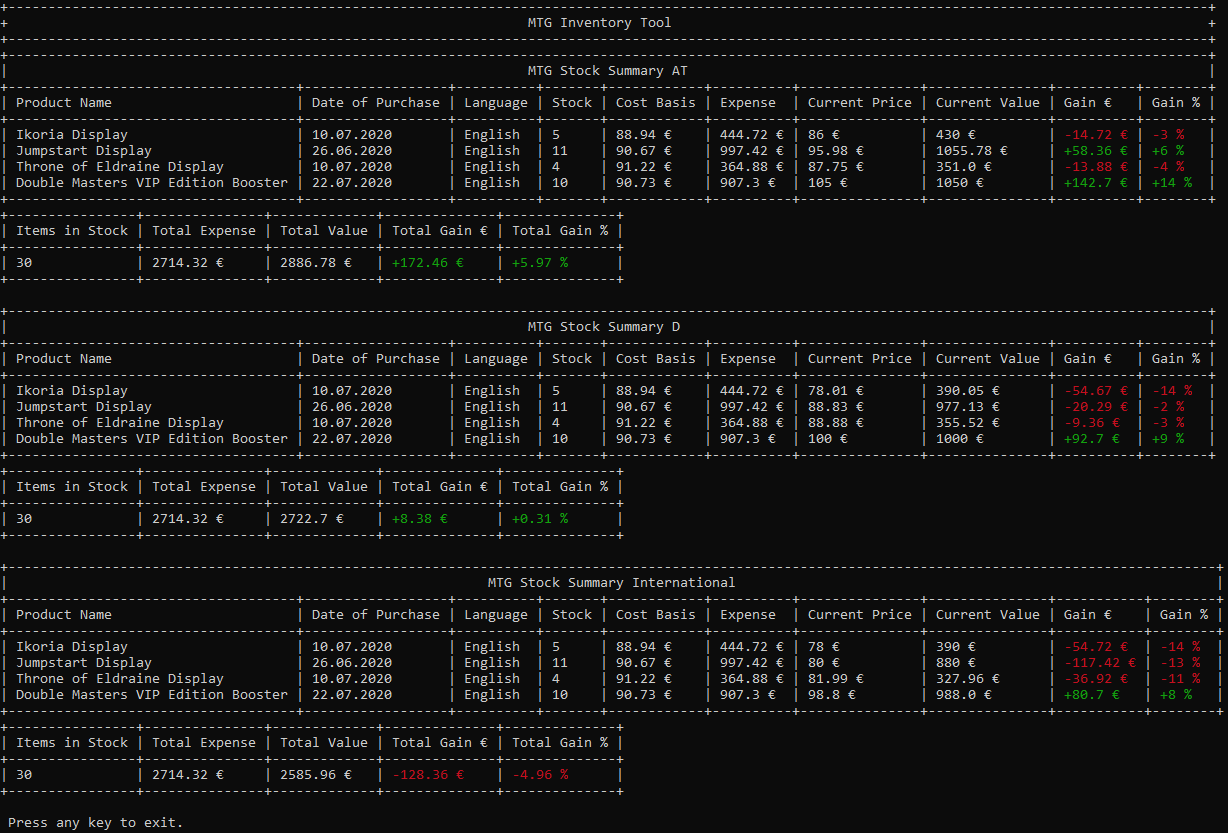 MTG Inventory Tool
MTG Stock Summary AT
Product Name | Date of Purchase | Language | Stock | Cost Basis | Expense | Current Price | Current Value | Gain € | Gain %
Ikoria Display | 10.07.2020 | English | 5 | 88.94 € | 444.72 € | 86 € | 430 € | -14.72 € | -3 %
Jumpstart Display | 26.06.2020 | English | 11 | 90.67 € | 997.42 € | 95.98 € | 1055.78 € | +58.36 € | +6 %
Throne of Eldraine Display | 10.07.2020 | English | 4 | 91.22 € | 364.88 € | 87.75 € | 351.0 € | -13.88 € | -4 %
Double Masters VIP Edition Booster | 22.07.2020 | English | 10 | 90.73 € | 907.3 € | 105 € | 1050 € | +142.7 € | +14 %
Items in Stock | Total Expense | Total Value | Total Gain € | Total Gain %
30 | 2714.32 € | 2886.78 € | +172.46 € | +5.97 %
MTG Stock Summary D
Product Name | Date of Purchase | Language | Stock | Cost Basis | Expense | Current Price | Current Value | Gain € | Gain %
Ikoria Display | 10.07.2020 | English | 5 | 88.94 € | 444.72 € | 78.01 € | 390.05 € | -54.67 € | -14 %
Jumpstart Display | 26.06.2020 | English | 11 | 90.67 € | 997.42 € | 88.83 € | 977.13 € | -20.29 € | -2 %
Throne of Eldraine Display | 10.07.2020 | English | 4 | 91.22 € | 364.88 € | 88.88 € | 355.52 € | -9.36 € | -3 %
Double Masters VIP Edition Booster | 22.07.2020 | English | 10 | 90.73 € | 907.3 € | 100 € | 1000 € | +92.7 € | +9 %
Items in Stock | Total Expense | Total Value | Total Gain € | Total Gain %
30 | 2714.32 € | 2722.7 € | +8.38 € | +0.31 %
MTG Stock Summary International
Product Name | Date of Purchase | Language | Stock | Cost Basis | Expense | Current Price | Current Value | Gain € | Gain %
Ikoria Display | 10.07.2020 | English | 5 | 88.94 € | 444.72 € | 78 € | 390 € | -54.72 € | -14 %
Jumpstart Display | 26.06.2020 | English | 11 | 90.67 € | 997.42 € | 80 € | 880 € | -117.42 € | -13 %
Throne of Eldraine Display | 10.07.2020 | English | 4 | 91.22 € | 364.88 € | 81.99 € | 327.96 € | -36.92 € | -11 %
Double Masters VIP Edition Booster | 22.07.2020 | English | 10 | 90.73 € | 907.3 € | 98.8 € | 988.0 € | +80.7 € | +8 %
Items in Stock | Total Expense | Total Value | Total Gain € | Total Gain %
30 | 2714.32 € | 2585.96 € | -128.36 € | -4.96 %
Press any key to exit.